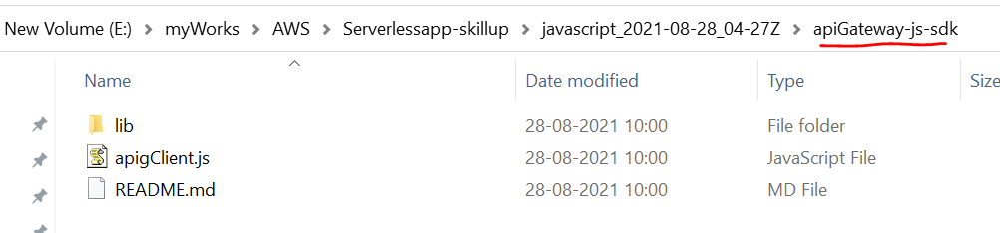 New Volume (E:) > myWorks > AWS > Serverlessapp-skillup > javascript_2021-08-28_04-27Z > apiGateway-js-sdk
Name Date modified Type Size
lib 28-08-2021 10:00 File folder
apigClient.js 28-08-2021 10:00 JavaScript File
README.md 28-08-2021 10:00 MD File